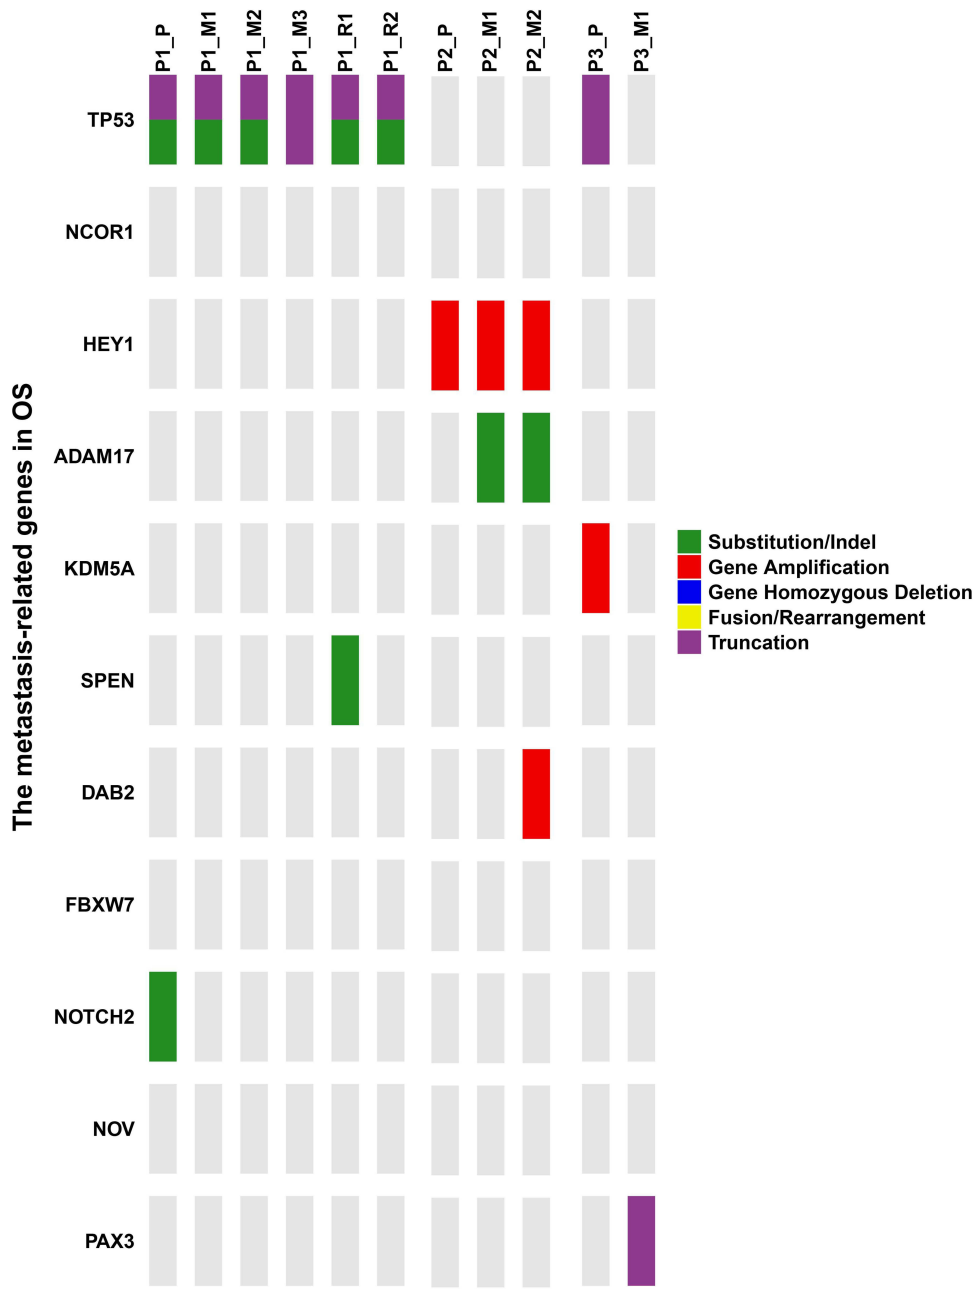 P1_P
P1_M1
P1_M2
P1_M3
P1_R1
P1_R2
P2_P
P2_M1
P2_M2
P3_P
P3_M1
The metastasis-related genes in OS
TP53
NCOR1
HEY1
ADAM17
KDM5A
SPEN
DAB2
FBXW7
NOTCH2
NOV
PAX3
Substitution/Indel
Gene Amplification
Gene Homozygous Deletion
Fusion/Rearrangement
Truncation